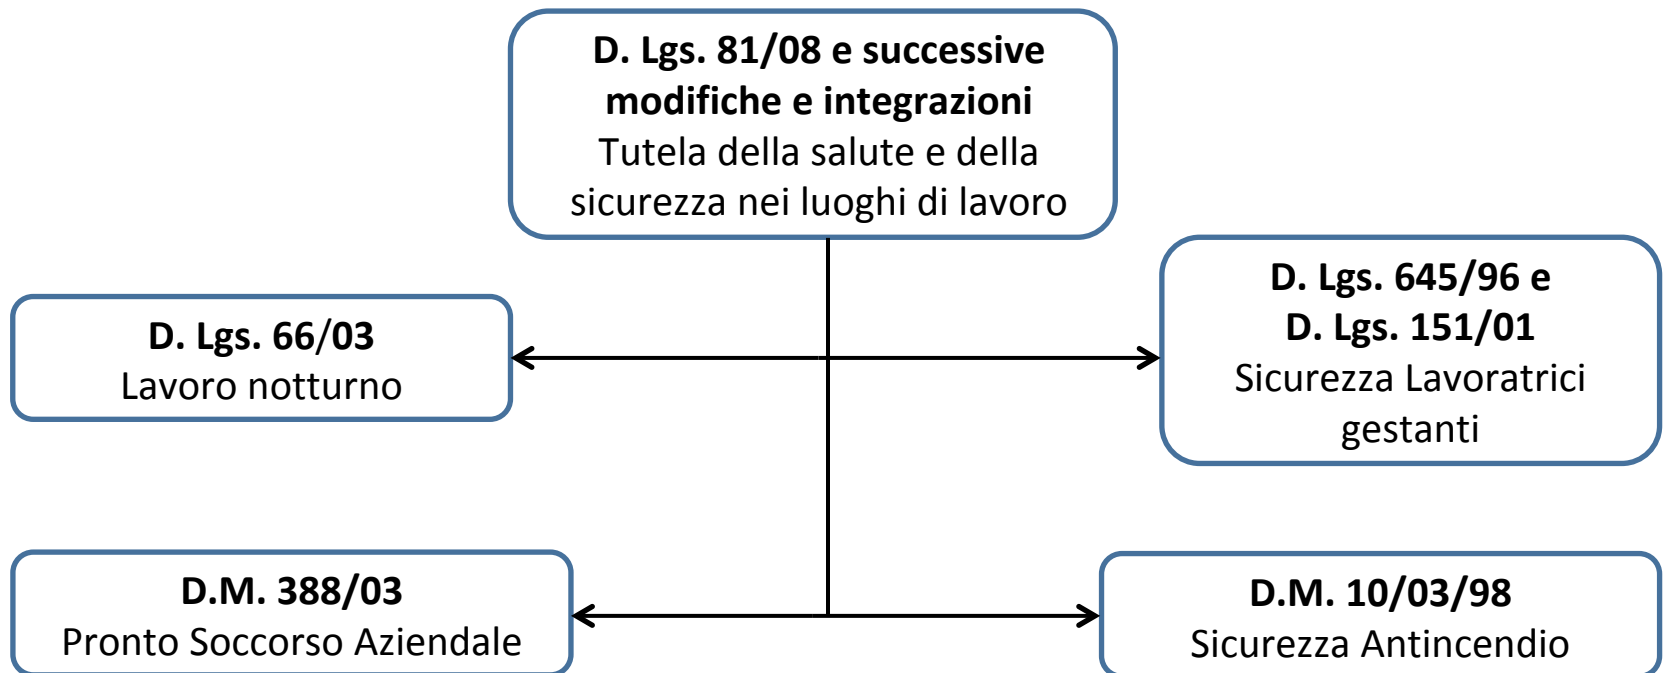 D. Lgs. 81/08 e successive
modifiche e integrazioni
Tutela della salute e della
sicurezza nei luoghi di lavoro
D. Lgs. 66/03
Lavoro notturno
D. Lgs. 645/96 e
D. Lgs. 151/01
Sicurezza Lavoratrici
gestanti
D.M. 388/03
Pronto Soccorso Aziendale
D.M. 10/03/98
Sicurezza Antincendio